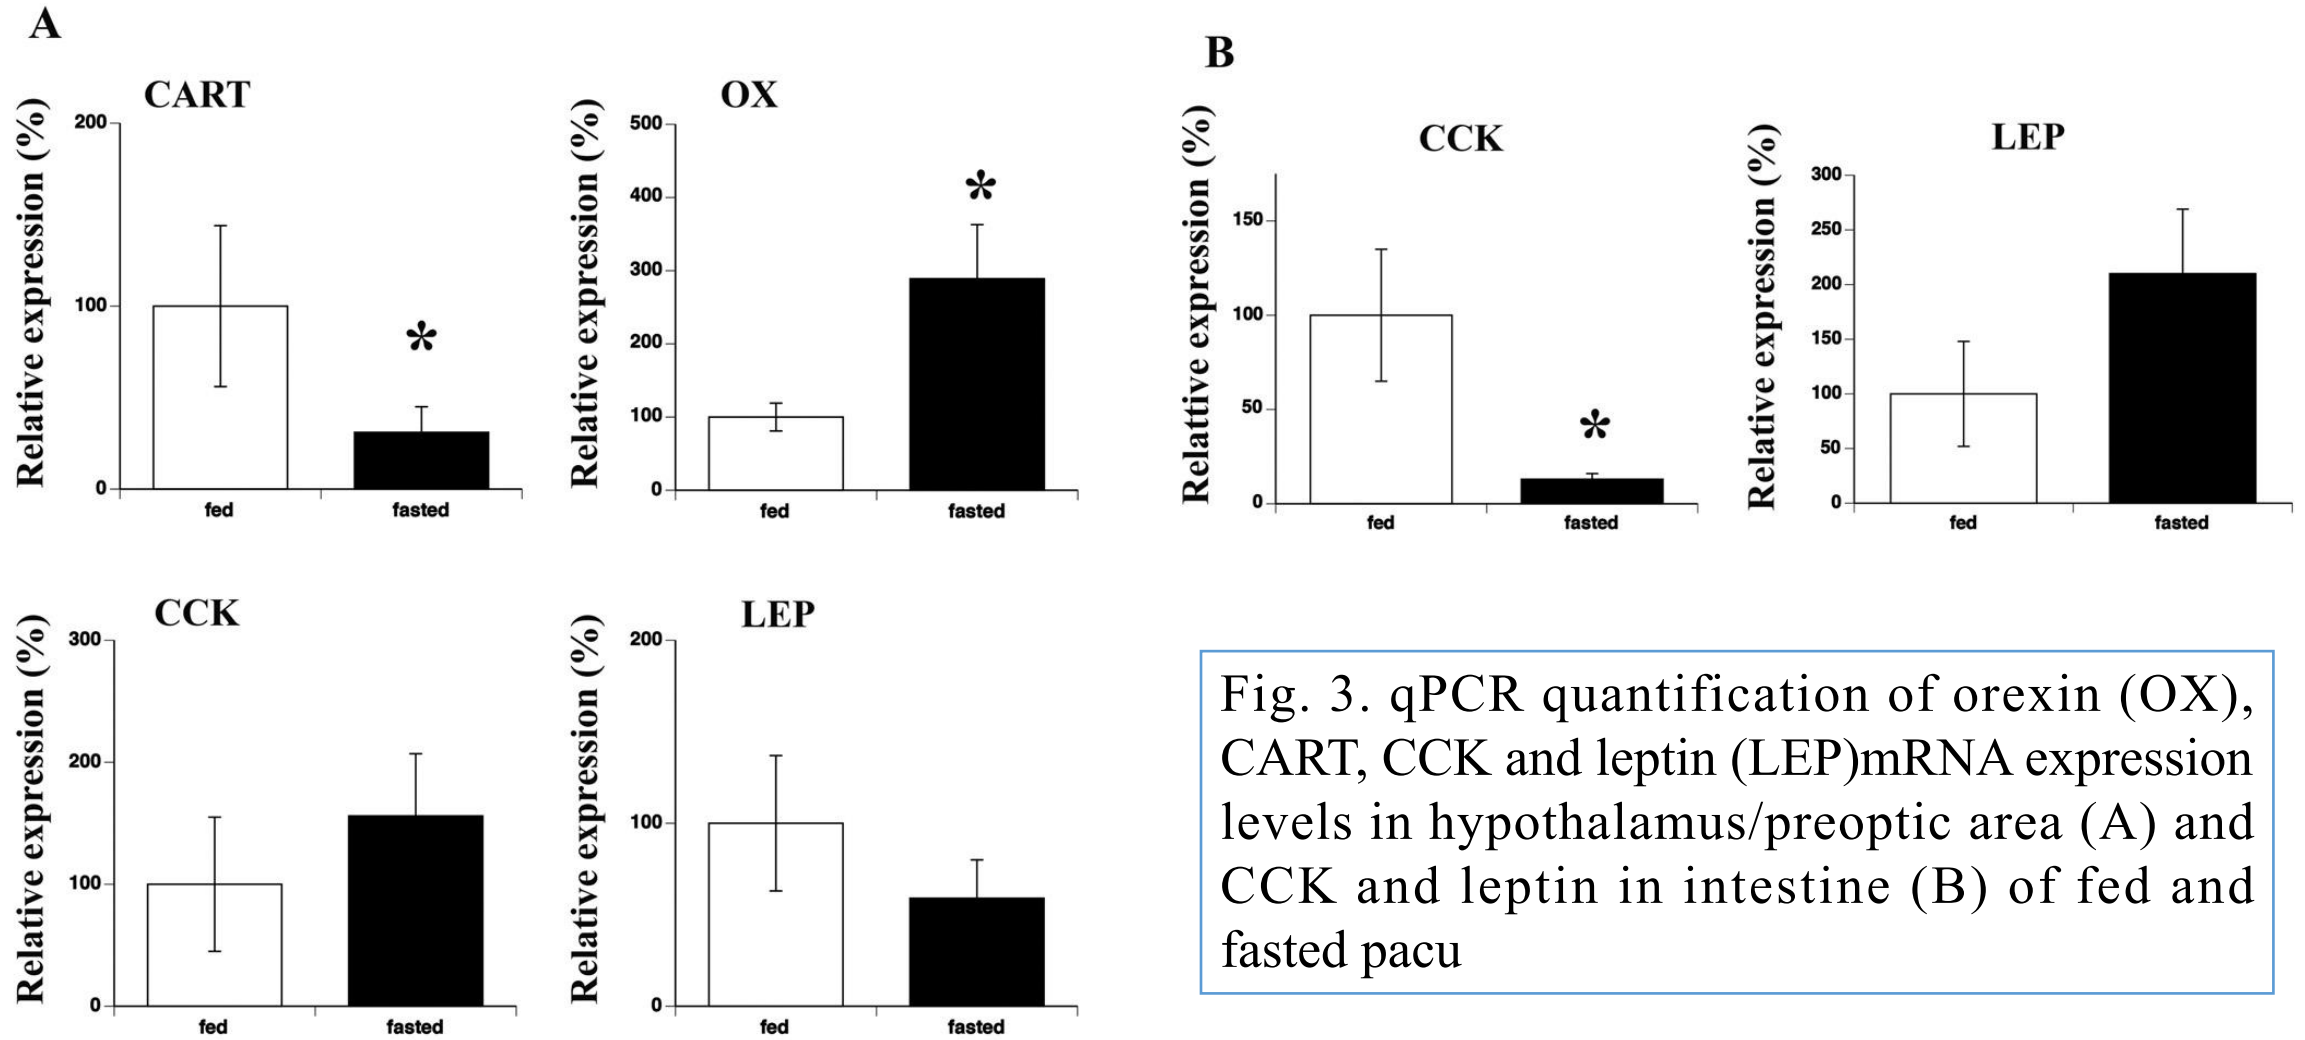 A
CART
Relative expression (%)
200
100
0
fed
fasted
*
OX
Relative expression (%)
500
400
300
200
100
0
fed
fasted
*
CCK
Relative expression (%)
300
200
100
0
fed
fasted
LEP
Relative expression (%)
200
100
0
fed
fasted
B
CCK
Relattive expression (%)
150
100
50
0
fed
fasted
*
LEP
Relative expression (%)
300
250
200
150
100
50
0
fed
fasted
Fig. 3. qPCR quantification of orexin (OX),
CART, CCK and leptin (LEP)mRNA expression
levels in hypothalamus/preoptic area (A) and
CCK and leptin in intestine (B) of fed and
fasted pacu